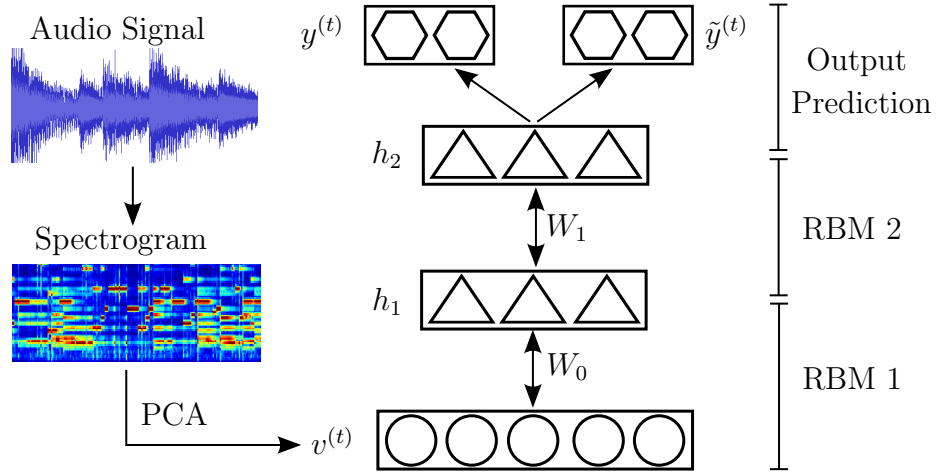 Audio Signal
Spectrogram
PCA
y^(t)
ỹ^(t)
h_2
W_1
h_1
W_0
v^(t)
Output
Prediction
RBM 2
RBM 1